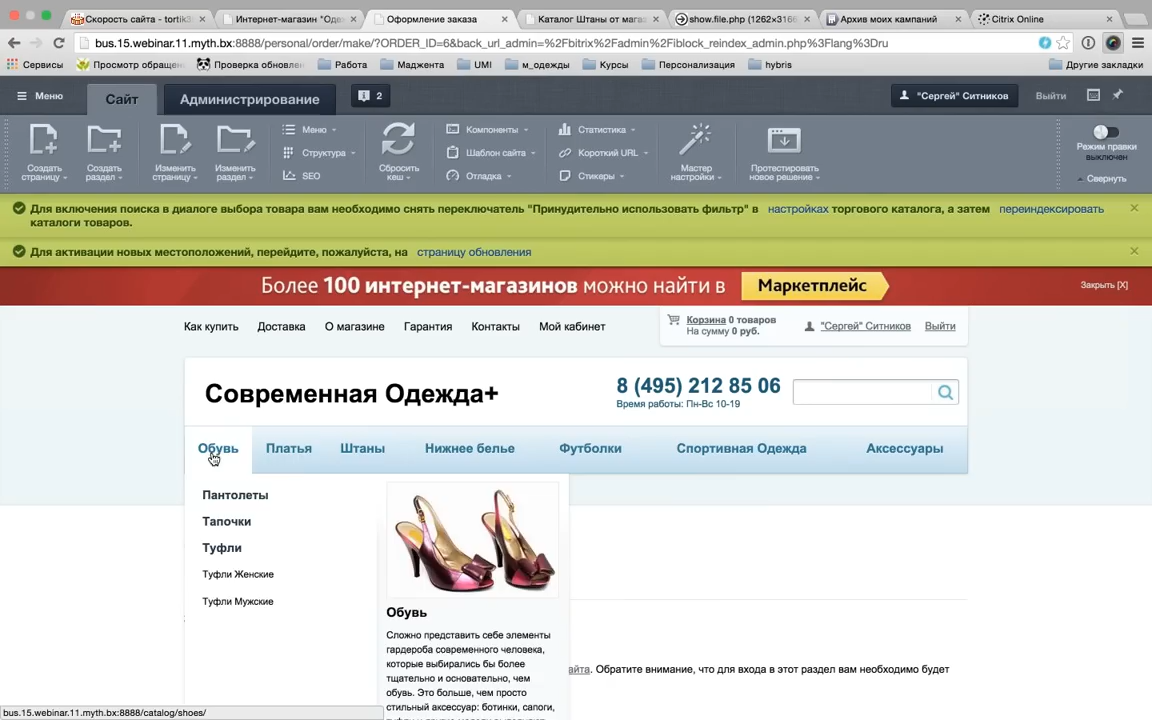 Скорость сайта - tortik3
Интернет-магазин "Оде
Оформление заказа
Каталог Штаны от мага
show.file.php (1262×3166
Архив моих кампаний
Citrix Online
bus.15.webinar.11.myth.bx:8888/personal/order/make/?ORDER_ID=6&back_url_admin=%2Fbitrix%2Fadmin%2Fiblock_reindex_admin.php%3Flang%3Dru
Сервисы
Просмотр обращен
Проверка обновлен
Работа
Маджента
UMI
м_одежды
Курсы
Персонализация
hybris
Другие закладки
Меню
Сайт
Администрирование
2
"Сергей" Ситников
Выйти
Создать страницу
Создать раздел
Изменить страницу
Изменить раздел
Меню
Структура
SEO
Сбросить кеш
Компоненты
Шаблон сайта
Отладка
Статистика
Короткий URL
Стикеры
Мастер настройки
Протестировать новое решение
Режим правки
выключен
Свернуть
Для включения поиска в диалоге выбора товара вам необходимо снять переключатель "Принудительно использовать фильтр" в настройках торгового каталога, а затем переиндексировать
каталоги товаров.
Для активации новых местоположений, перейдите, пожалуйста, на страницу обновления
Более 100 интернет-магазинов можно найти в Маркетплейс
Закрыть [X]
Как купить Доставка О магазине Гарантия Контакты Мой кабинет
Корзина 0 товаров
На сумму 0 руб.
"Сергей" Ситников Выйти
Современная Одежда+
8 (495) 212 85 06
Время работы: Пн-Вс 10-19
Обувь Платья Штаны Нижнее белье Футболки Спортивная Одежда Аксессуары
Пантолеты
Тапочки
Туфли
Туфли Женские
Туфли Мужские
Обувь
Сложно представить себе элементы
гардероба современного человека,
которые выбирались бы более
тщательно и основательно, чем
обувь. Это больше, чем просто
стильный аксессуар: ботинки, сапоги,
айта. Обратите внимание, что для входа в этот раздел вам необходимо будет
bus.15.webinar.11.myth.bx:8888/catalog/shoes/